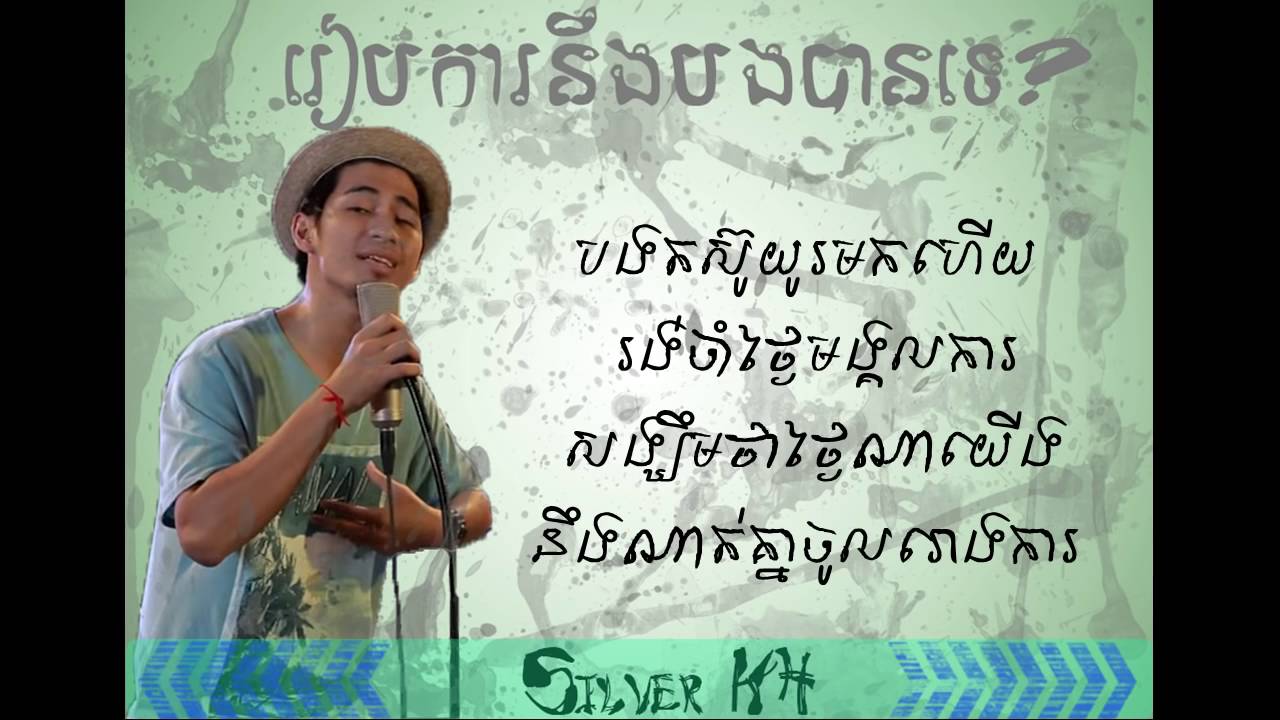 រៀបការនឹងបងបានទេ?
បងតស៊ូយូរមកហើយ
រង់ចាំថ្ងៃមង្គលការ
សង្ឃឹមថាថ្ងៃណាយើង
នឹងណាត់គ្នាចូលរោងការ
SILVER KH